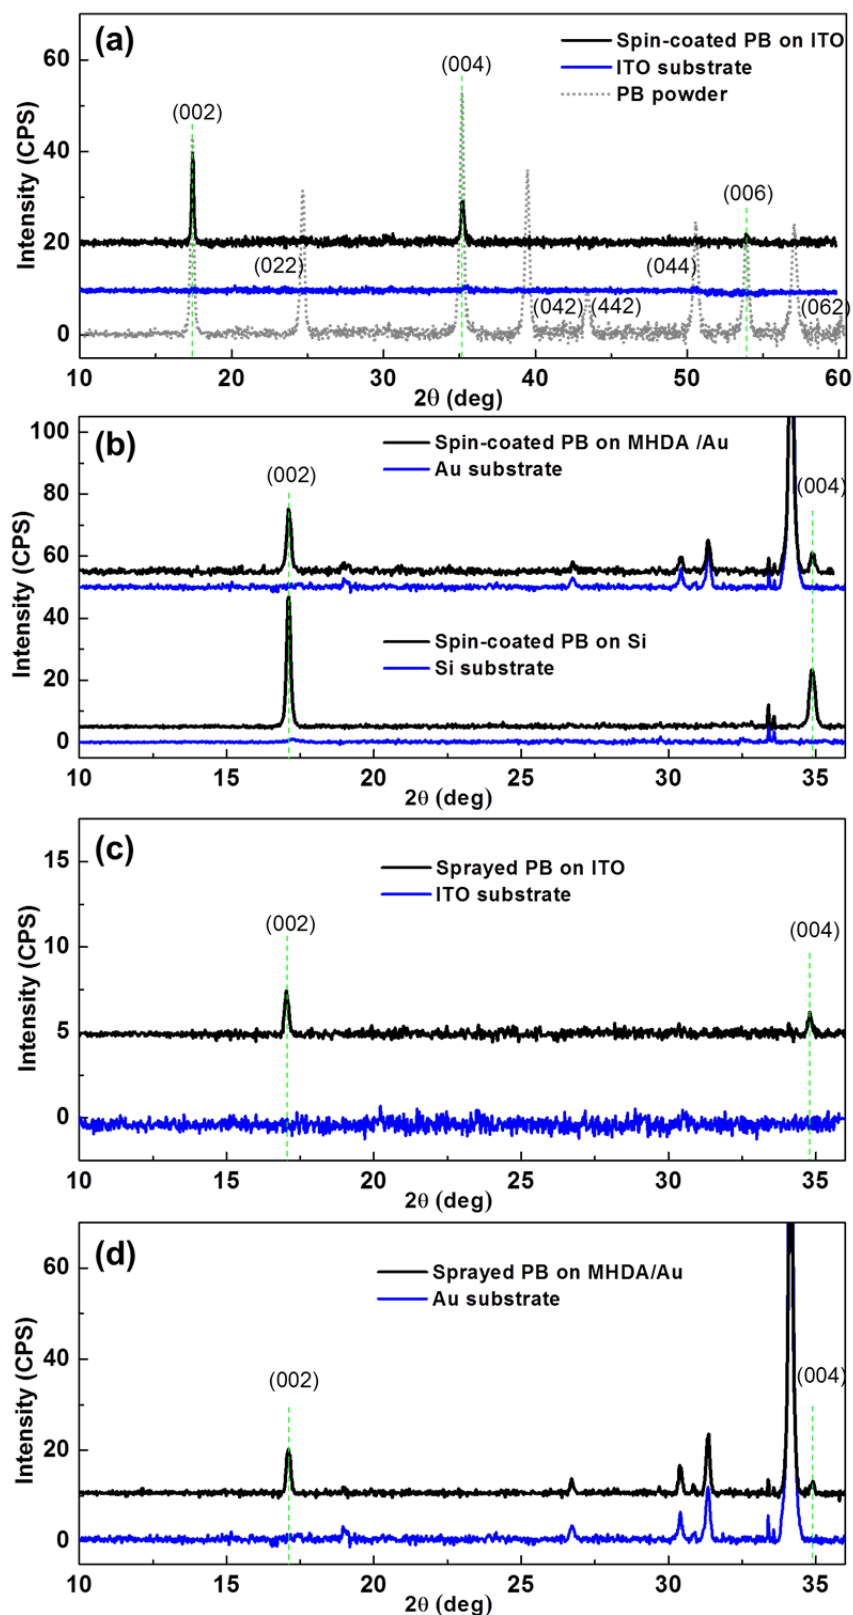 (a)
Spin-coated PB on ITO
ITO substrate
PB powder
(002)
(004)
(006)
(022)
(042)
(442)
(044)
(062)
Intensity (CPS)
60
40
20
0
10
20
30
40
50
60
2θ (deg)
(b)
Spin-coated PB on MHDA /Au
Au substrate
(002)
(004)
Spin-coated PB on Si
Si substrate
Intensity (CPS)
100
80
60
40
20
0
10
15
20
25
30
35
2θ (deg)
(c)
Sprayed PB on ITO
ITO substrate
(002)
(004)
Intensity (CPS)
15
10
5
0
10
15
20
25
30
35
2θ (deg)
(d)
Sprayed PB on MHDA/Au
Au substrate
(002)
(004)
Intensity (CPS)
60
40
20
0
10
15
20
25
30
35
2θ (deg)